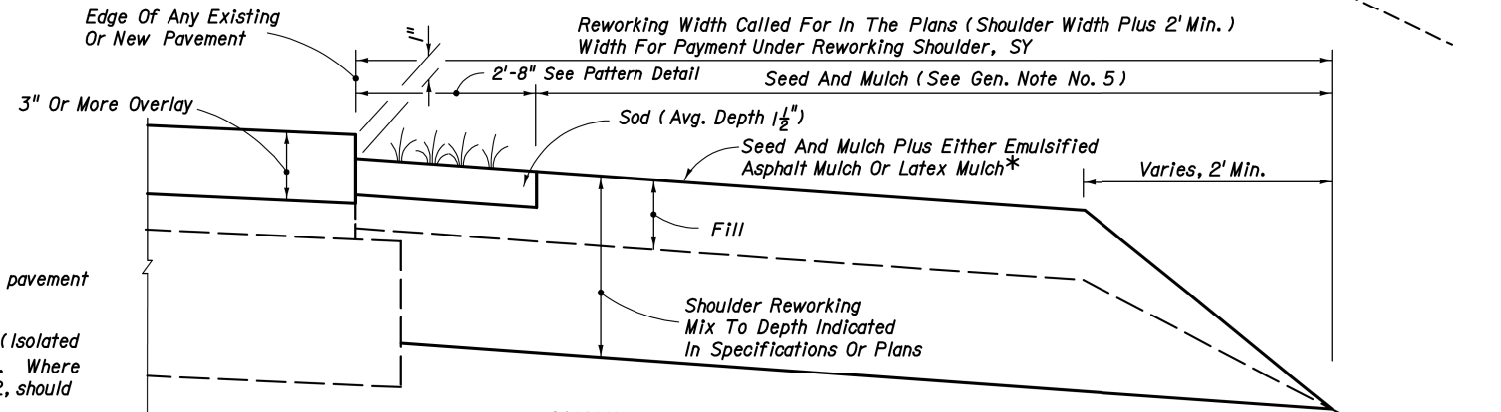 Edge Of Any Existing
Or New Pavement
1"
Reworking Width Called For In The Plans (Shoulder Width Plus 2' Min.)
Width For Payment Under Reworking Shoulder, SY
2'-8" See Pattern Detail
Seed And Mulch (See Gen. Note No. 5)
3" Or More Overlay
Sod (Avg. Depth 1½")
Seed And Mulch Plus Either Emulsified
Asphalt Mulch Or Latex Mulch*
Varies, 2' Min.
Fill
Shoulder Reworking
Mix To Depth Indicated
In Specifications Or Plans
pavement
(Isolated
. Where
2, should